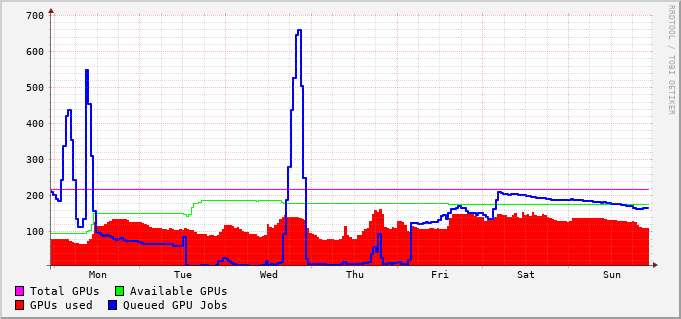 700
600
500
400
300
200
100
Mon Tue Wed Thu Fri Sat Sun
Total GPUs Available GPUs
GPUs used Queued GPU Jobs
RRDTOOL / TOBI OETIKER